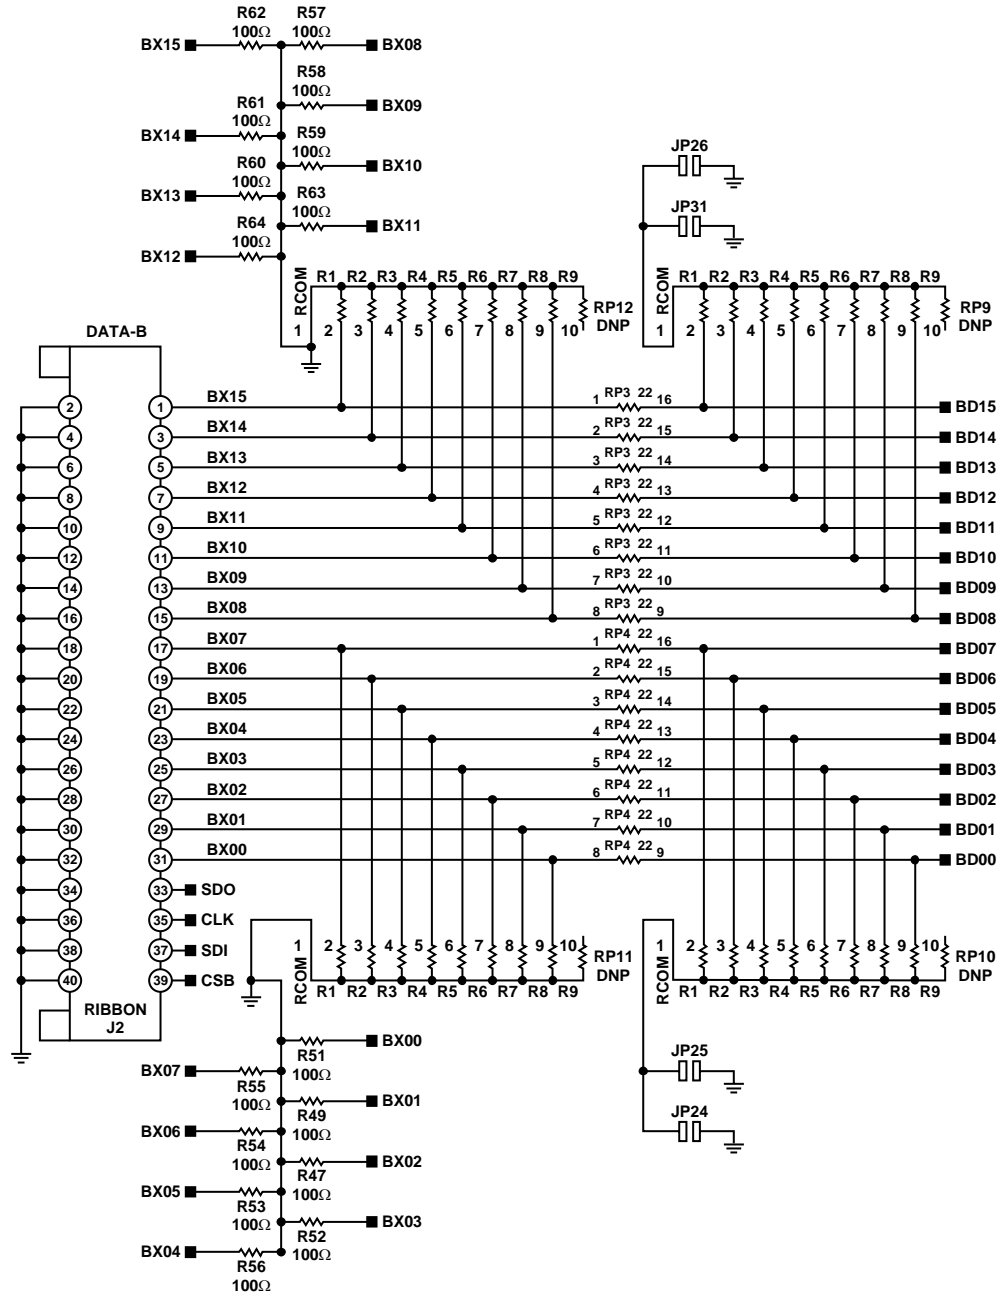 R62 R57
100Ω 100Ω
BX15 BX08
R58
100Ω
BX09
R61
100Ω
BX14
R59
100Ω
BX10
R60
100Ω
BX13
R63
100Ω
BX11
R64
100Ω
BX12
JP26
JP31
RCOM R1 R2 R3 R4 R5 R6 R7 R8 R9
1 2 3 4 5 6 7 8 9 10
RP12
DNP
RCOM R1 R2 R3 R4 R5 R6 R7 R8 R9
1 2 3 4 5 6 7 8 9 10
RP9
DNP
DATA-B
2 1 BX15 1 RP3 22 16 BD15
4 3 BX14 2 RP3 22 15 BD14
6 5 BX13 3 RP3 22 14 BD13
8 7 BX12 4 RP3 22 13 BD12
10 9 BX11 5 RP3 22 12 BD11
12 11 BX10 6 RP3 22 11 BD10
14 13 BX09 7 RP3 22 10 BD09
16 15 BX08 8 RP3 22 9 BD08
18 17 BX07 1 RP4 22 16 BD07
20 19 BX06 2 RP4 22 15 BD06
22 21 BX05 3 RP4 22 14 BD05
24 23 BX04 4 RP4 22 13 BD04
26 25 BX03 5 RP4 22 12 BD03
28 27 BX02 6 RP4 22 11 BD02
30 29 BX01 7 RP4 22 10 BD01
32 31 BX00 8 RP4 22 9 BD00
34 33 SDO
36 35 CLK
38 37 SDI
40 39 CSB
RIBBON
J2
1 2 3 4 5 6 7 8 9 10
RCOM R1 R2 R3 R4 R5 R6 R7 R8 R9
RP11
DNP
1 2 3 4 5 6 7 8 9 10
RCOM R1 R2 R3 R4 R5 R6 R7 R8 R9
RP10
DNP
BX00
R51
100Ω
BX07
R55
100Ω
BX01
R49
100Ω
BX06
R54
100Ω
BX02
R47
100Ω
BX05
R53
100Ω
BX03
R52
100Ω
BX04
R56
100Ω
JP25
JP24